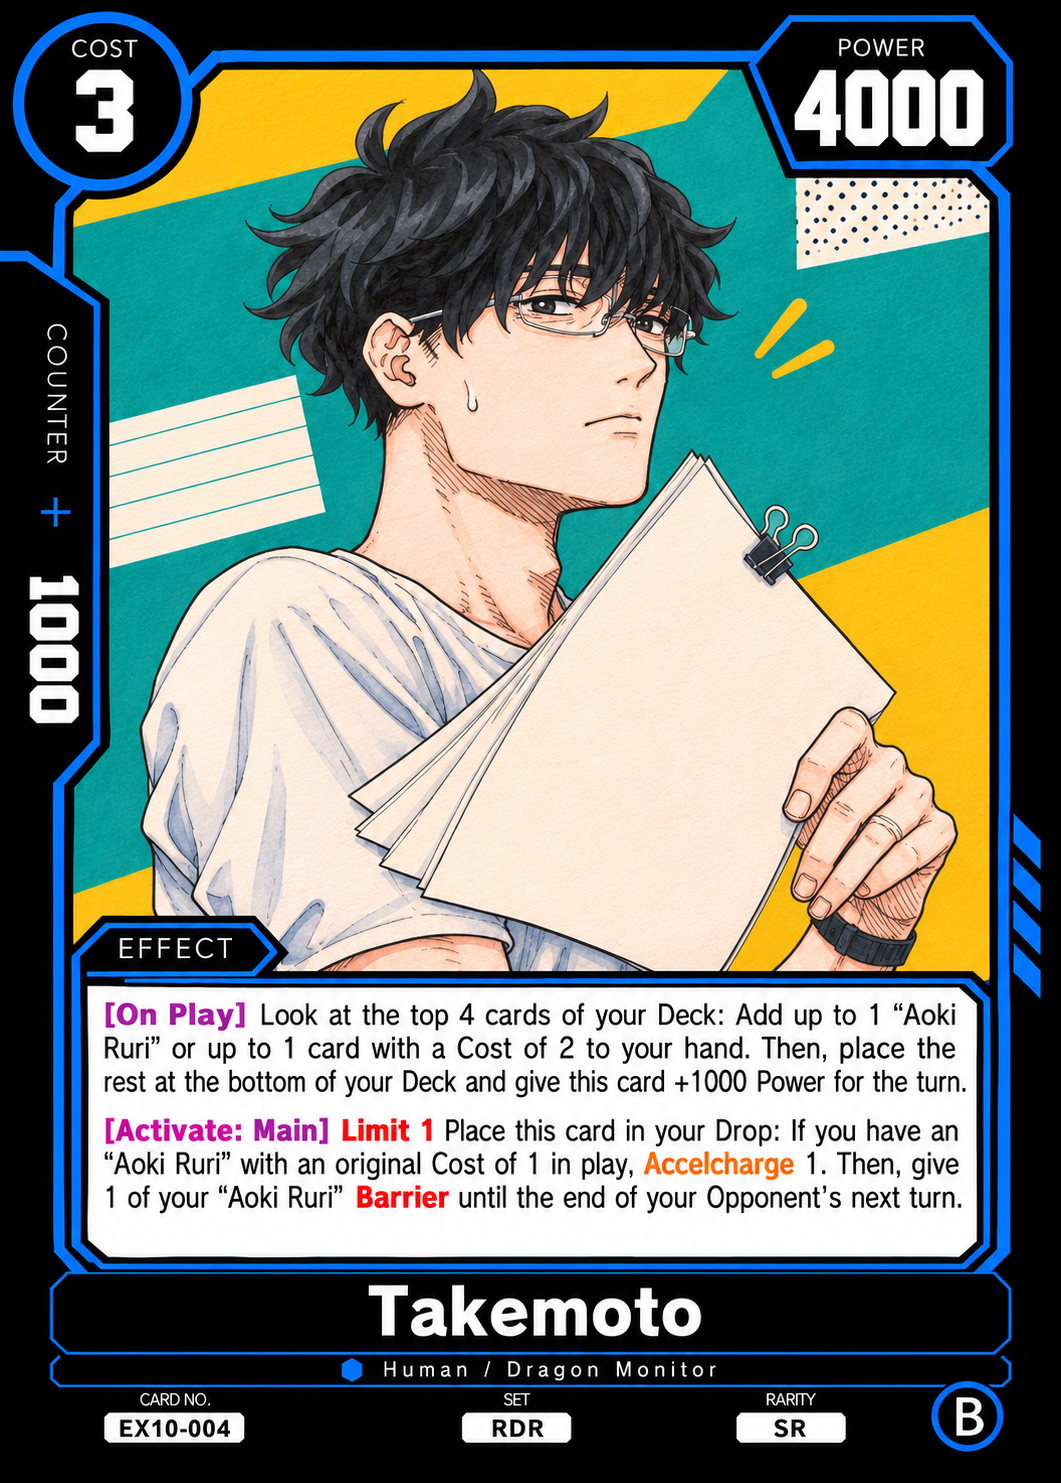 COST
3
POWER
4000
COUNTER + 1000
EFFECT
[On Play] Look at the top 4 cards of your Deck: Add up to 1 “Aoki
Ruri” or up to 1 card with a Cost of 2 to your hand. Then, place the
rest at the bottom of your Deck and give this card +1000 Power for the turn.
[Activate: Main] Limit 1 Place this card in your Drop: If you have an
“Aoki Ruri” with an original Cost of 1 in play, Accelcharge 1. Then, give
1 of your “Aoki Ruri” Barrier until the end of your Opponent’s next turn.
Takemoto
Human / Dragon Monitor
CARD NO.
EX10-004
SET
RDR
RARITY
SR
B